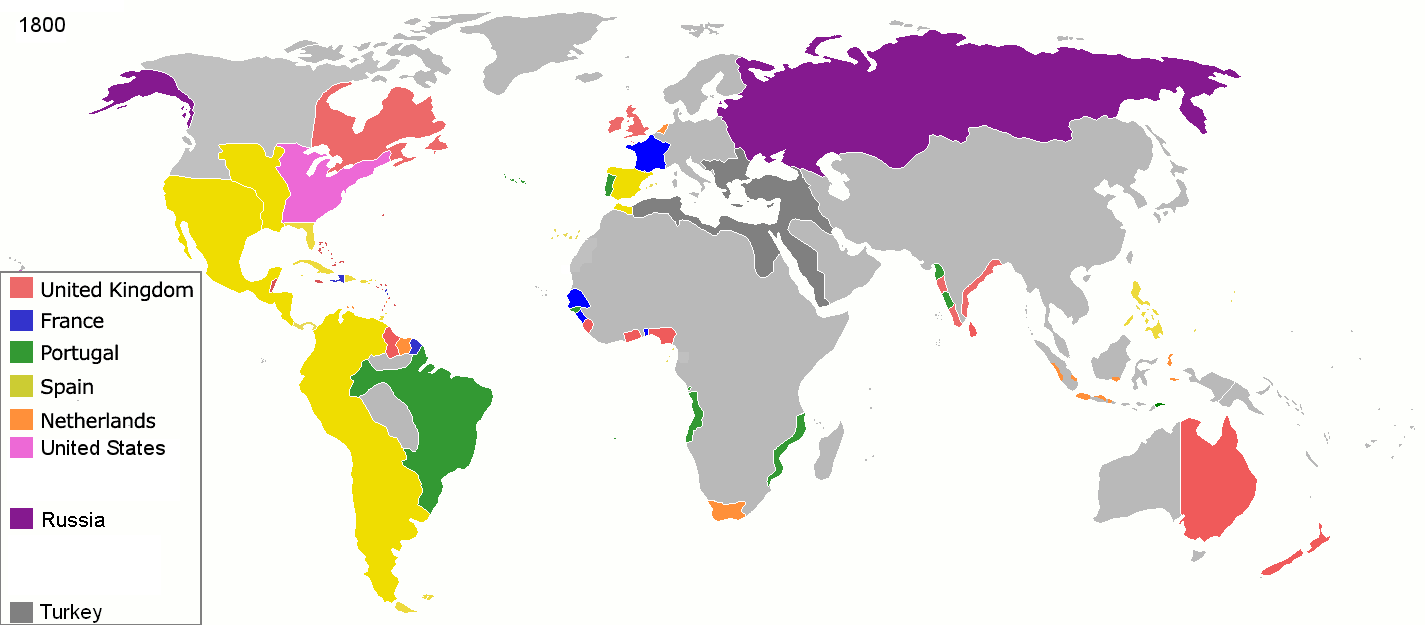 1800
United Kingdom
France
Portugal
Spain
Netherlands
United States
Russia
Turkey